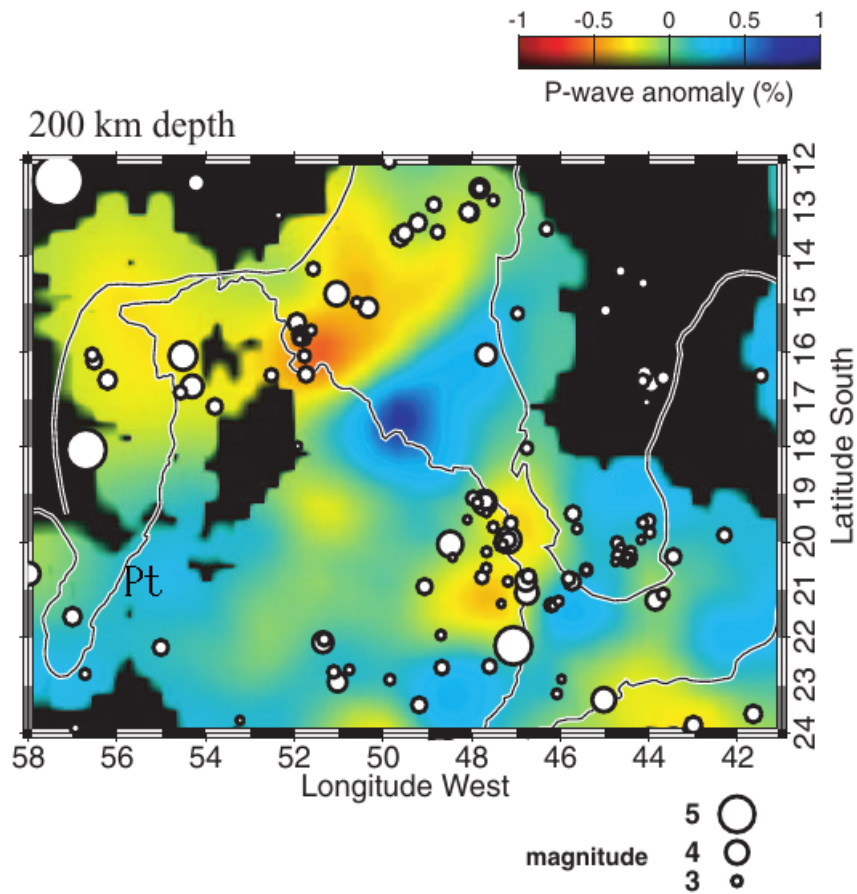 -1 -0.5 0 0.5 1
P-wave anomaly (%)
200 km depth
12
13
14
15
16
17
18
19
20
21
22
23
24
Latitude South
Pt
58 56 54 52 50 48 46 44 42
Longitude West
5
magnitude 4
3